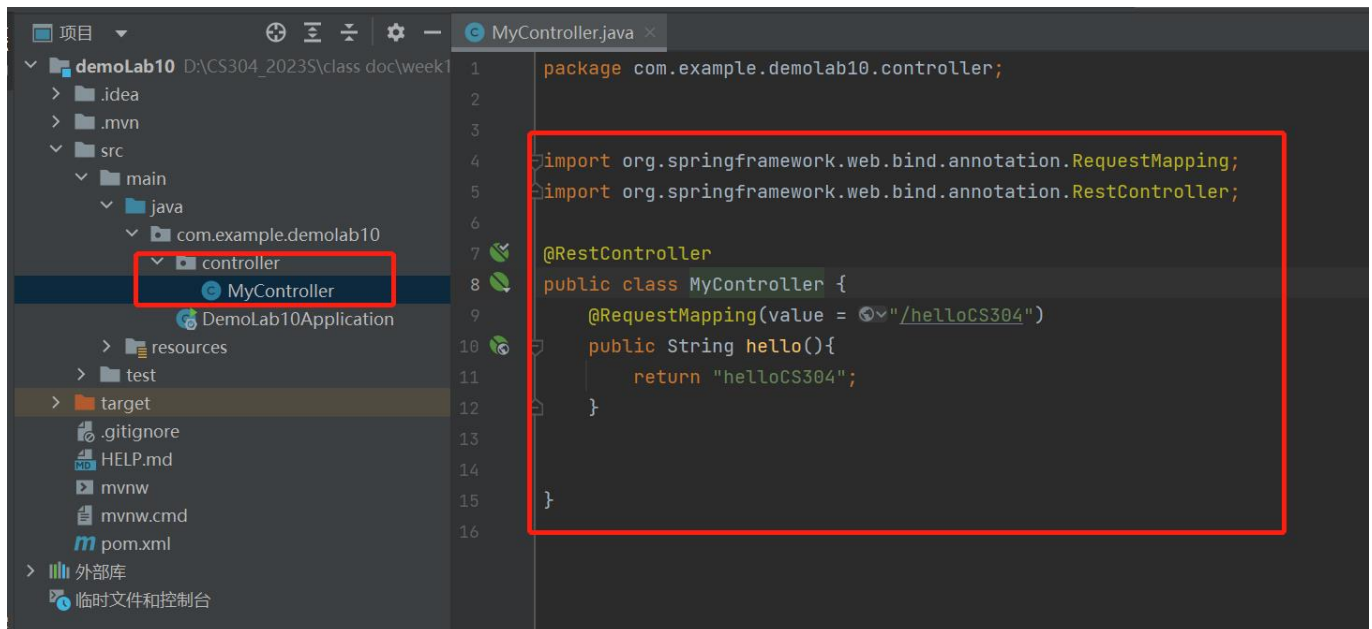 项目
MyController.java
demoLab10 D:\CS304_2023S\class doc\week1
.idea
.mvn
src
main
java
com.example.demolab10
controller
MyController
DemoLab10Application
resources
test
target
.gitignore
HELP.md
mvnw
mvnw.cmd
pom.xml
外部库
临时文件和控制台
1 package com.example.demolab10.controller;
2
3
4 import org.springframework.web.bind.annotation.RequestMapping;
5 import org.springframework.web.bind.annotation.RestController;
6
7 @RestController
8 public class MyController {
9 @RequestMapping(value = "/helloCS304")
10 public String hello(){
11 return "helloCS304";
12 }
13
14
15 }
16